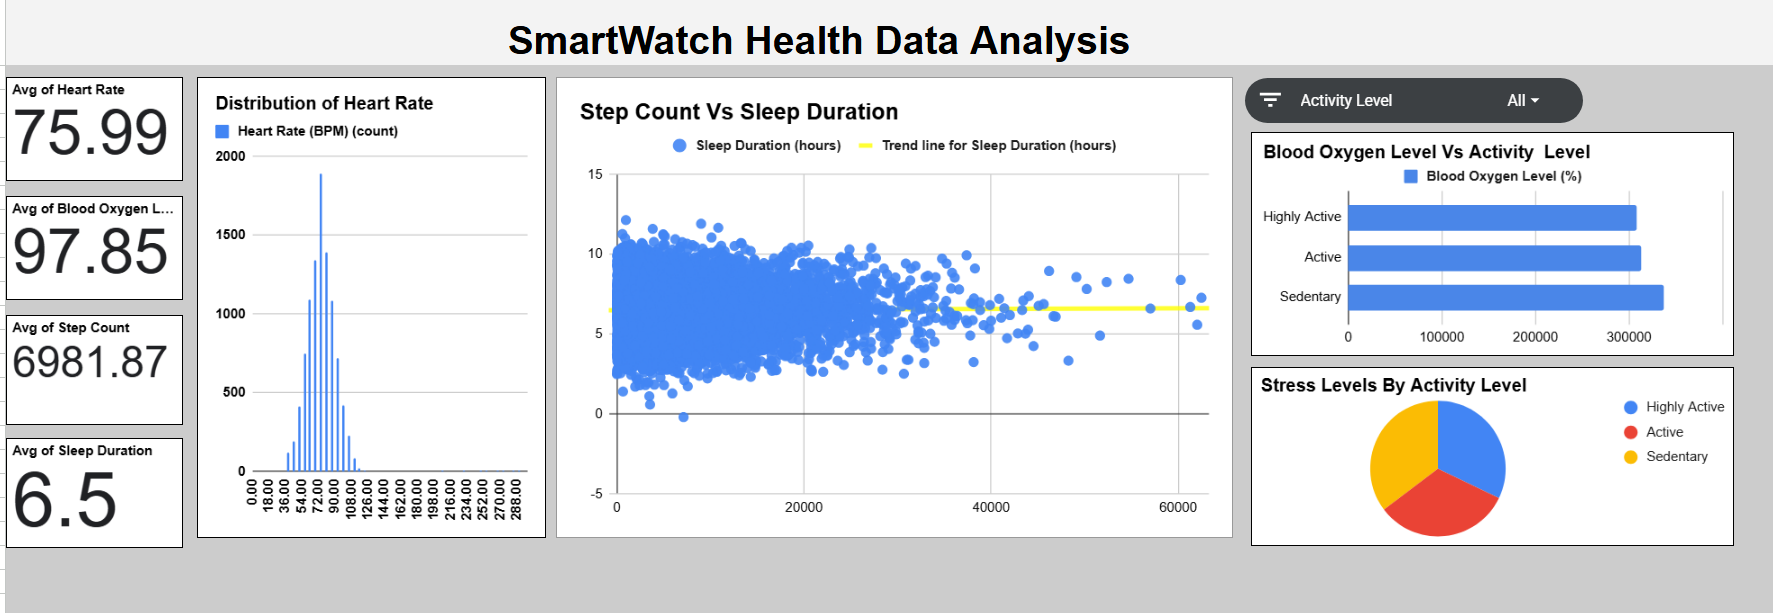 SmartWatch Health Data Analysis
Avg of Heart Rate
75.99
Avg of Blood Oxygen L...
97.85
Avg of Step Count
6981.87
Avg of Sleep Duration
6.5
Distribution of Heart Rate
Heart Rate (BPM) (count)
2000
1500
1000
500
0
0.00
18.00
36.00
54.00
72.00
90.00
108.00
126.00
144.00
162.00
180.00
198.00
216.00
234.00
252.00
270.00
288.00
Step Count Vs Sleep Duration
Sleep Duration (hours) Trend line for Sleep Duration (hours)
15
10
5
0
-5
0 20000 40000 60000
Activity Level All
Blood Oxygen Level Vs Activity  Level
Blood Oxygen Level (%)
Highly Active
Active
Sedentary
0 100000 200000 300000
Stress Levels By Activity Level
Highly Active
Active
Sedentary